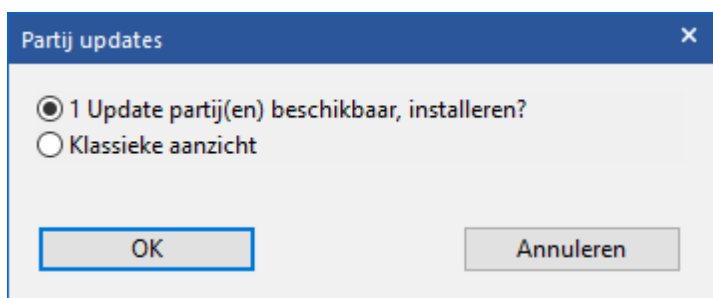 Partij updates
1 Update partij(en) beschikbaar, installeren?
Klassieke aanzicht
OK
Annuleren